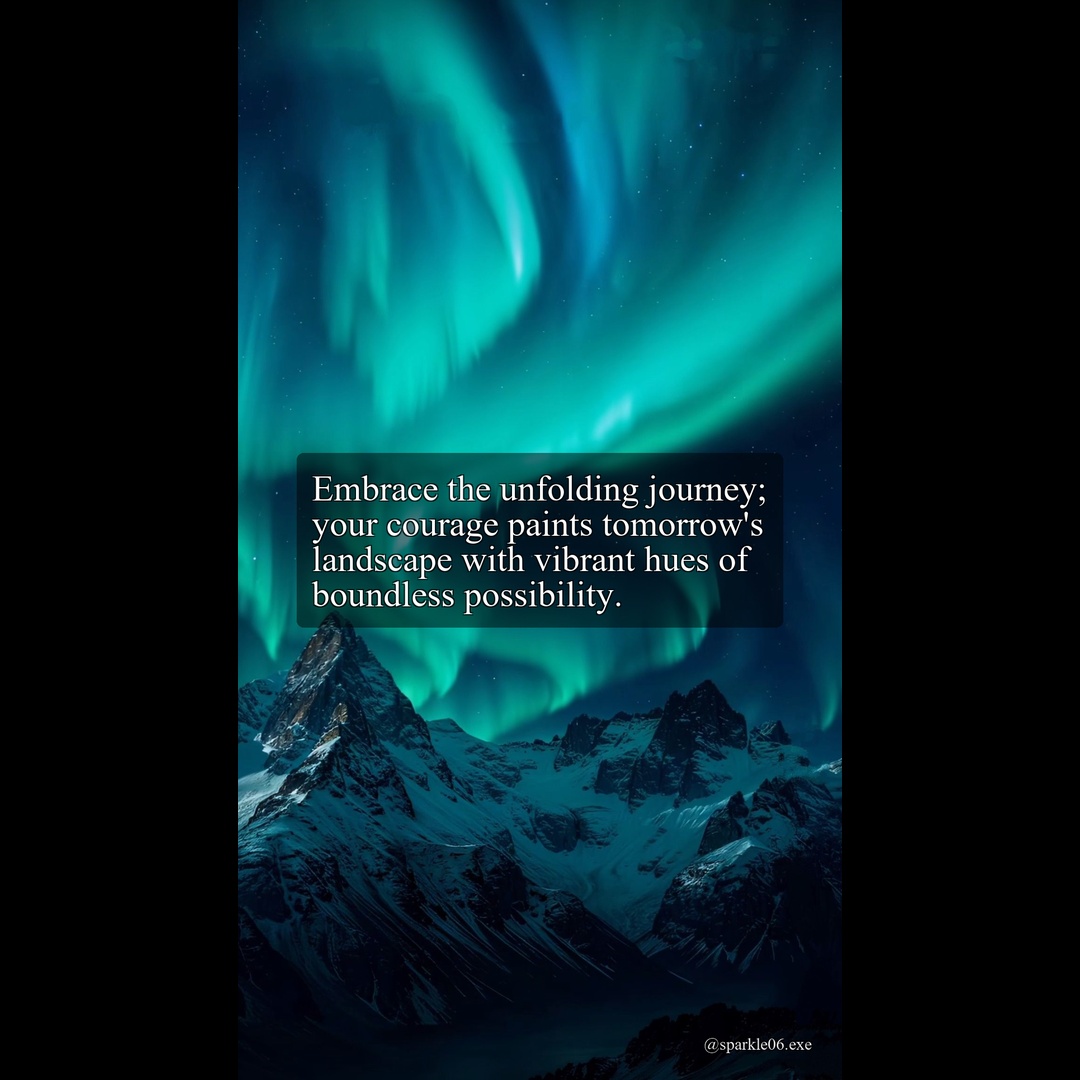 Embrace the unfolding journey;
your courage paints tomorrow's
landscape with vibrant hues of
boundless possibility.
@sparkle06.exe